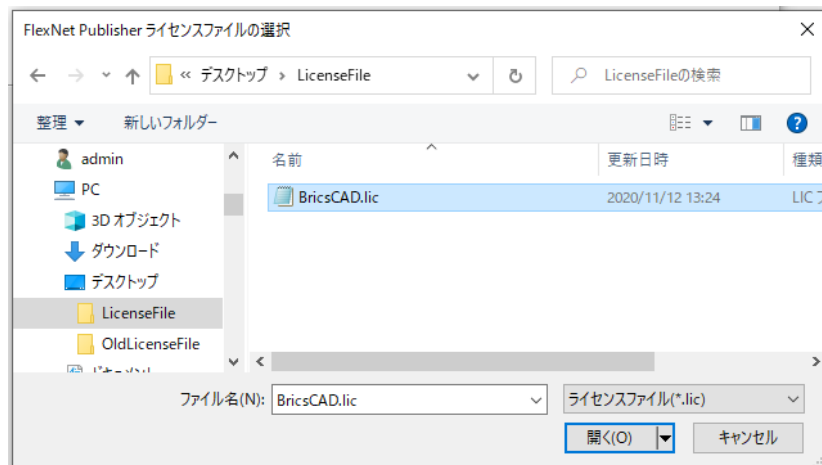 FlexNet Publisher ライセンスファイルの選択
« デスクトップ › LicenseFile
LicenseFileの検索
整理
新しいフォルダー
admin
PC
3D オブジェクト
ダウンロード
デスクトップ
LicenseFile
OldLicenseFile
名前
更新日時
種類
BricsCAD.lic
2020/11/12 13:24
LIC
ファイル名(N):
BricsCAD.lic
ライセンスファイル(*.lic)
開く(O)
キャンセル